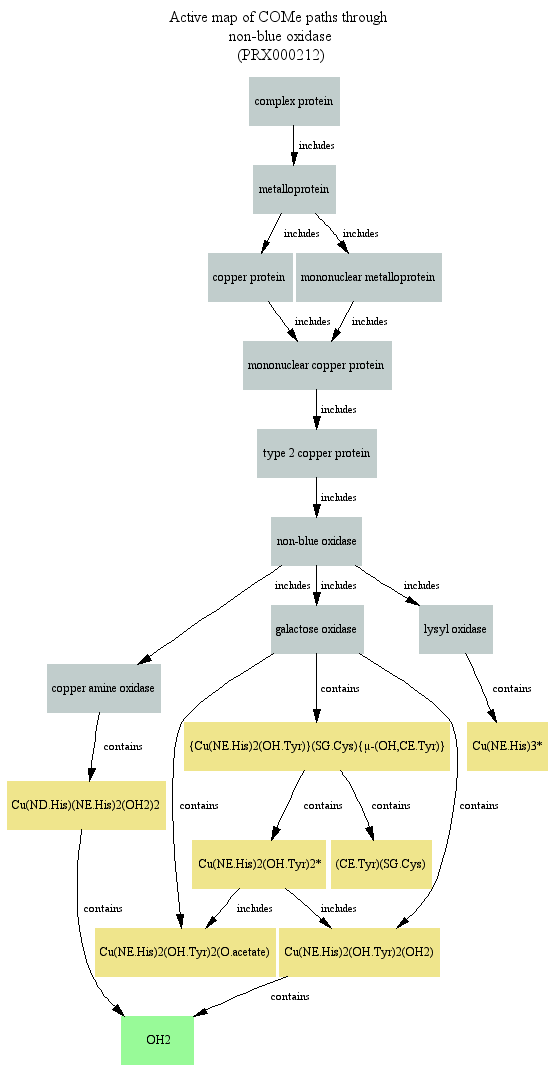 Active map of COMe paths through
non-blue oxidase
(PRX000212)
complex protein
includes
metalloprotein
includes
includes
copper protein
mononuclear metalloprotein
includes
includes
mononuclear copper protein
includes
type 2 copper protein
includes
non-blue oxidase
includes
includes
includes
galactose oxidase
lysyl oxidase
copper amine oxidase
contains
contains
{Cu(NE.His)2(OH.Tyr)}(SG.Cys){μ-(OH,CE.Tyr)}
Cu(NE.His)3*
contains
Cu(ND.His)(NE.His)2(OH2)2
contains
contains
contains
contains
Cu(NE.His)2(OH.Tyr)2*
(CE.Tyr)(SG.Cys)
contains
includes
includes
Cu(NE.His)2(OH.Tyr)2(O.acetate)
Cu(NE.His)2(OH.Tyr)2(OH2)
contains
OH2